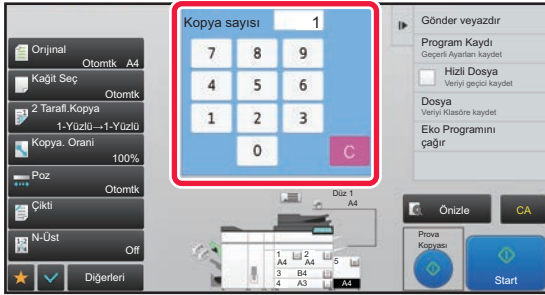 Kopya sayısı 1
7 8 9
4 5 6
1 2 3
0 C
Orıjınal
Otomtk A4
Kağit Seç
Otomtk
2 Tarafl.Kopya
1-Yüzlü→1-Yüzlü
Kopya. Orani
100%
Poz
Otomtk
Çikti
N-Üst
Off
Diğerleri
Düz 1
A4
1 A4
2 A4
3 B4
4 A3
5
A4
Gönder veyazdır
Program Kaydı
Geçerli Ayarları kaydet
Hizli Dosya
Veriyi geçici kaydet
Dosya
Veriyi Klasöre kaydet
Eko Programını
çağır
Önizle
CA
Prova
Kopyası
Start